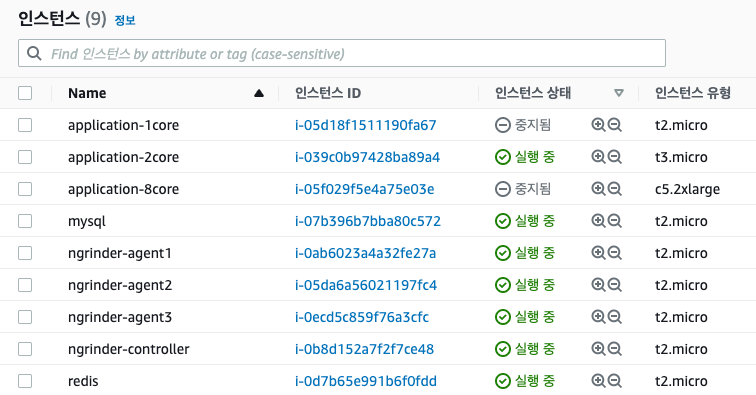 인스턴스 (9) 정보
Find 인스턴스 by attribute or tag (case-sensitive)
Name 인스턴스 ID 인스턴스 상태 인스턴스 유형
application-1core i-05d18f1511190fa67 중지됨 t2.micro
application-2core i-039c0b97428ba89a4 실행 중 t3.micro
application-8core i-05f029f5e4a75e03e 중지됨 c5.2xlarge
mysql i-07b396b7bba80c572 실행 중 t2.micro
ngrinder-agent1 i-0ab6023a4a32fe27a 실행 중 t2.micro
ngrinder-agent2 i-05da6a56021197fc4 실행 중 t2.micro
ngrinder-agent3 i-0ecd5c859f76a3cfc 실행 중 t2.micro
ngrinder-controller i-0b8d152a7f2f7ce48 실행 중 t2.micro
redis i-0d7b65e991b6f0fdd 실행 중 t2.micro